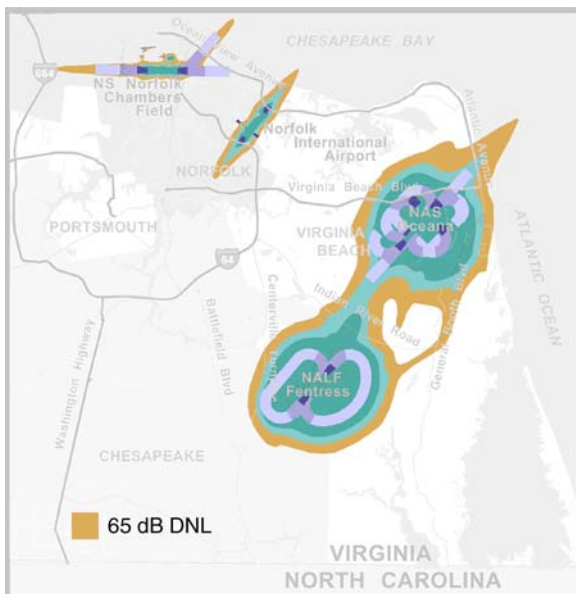 CHESAPEAKE BAY
Ocean View Avenue
664
NS Norfolk
Chambers
Field
Norfolk
International
Airport
Atlantic Avenue
NORFOLK
Virginia Beach Blvd
NAS
Oceana
PORTSMOUTH
VIRGINIA
BEACH
ATLANTIC OCEAN
64
Indian River Road
Centerville
General Booth Blvd
Battlefield Blvd
Washington Highway
NALF
Fentress
CHESAPEAKE
65 dB DNL
VIRGINIA
NORTH CAROLINA